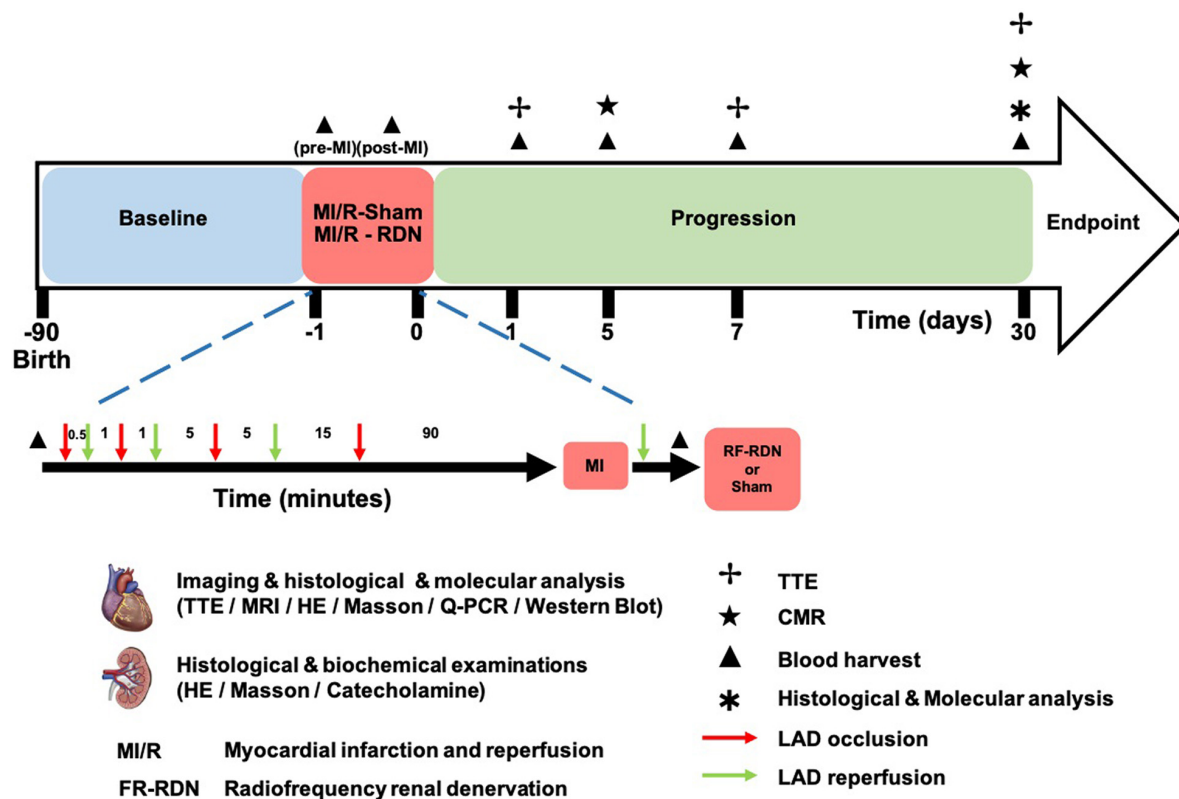 (pre-MI)(post-MI)
Baseline
MI/R-Sham
MI/R - RDN
Progression
Endpoint
-90
Birth
-1
0
1
5
7
Time (days)
30
0.5
1
1
5
5
15
90
Time (minutes)
MI
RF-RDN
or
Sham
Imaging & histological & molecular analysis
(TTE / MRI / HE / Masson / Q-PCR / Western Blot)
Histological & biochemical examinations
(HE / Masson / Catecholamine)
MI/R Myocardial infarction and reperfusion
FR-RDN Radiofrequency renal denervation
TTE
CMR
Blood harvest
Histological & Molecular analysis
LAD occlusion
LAD reperfusion